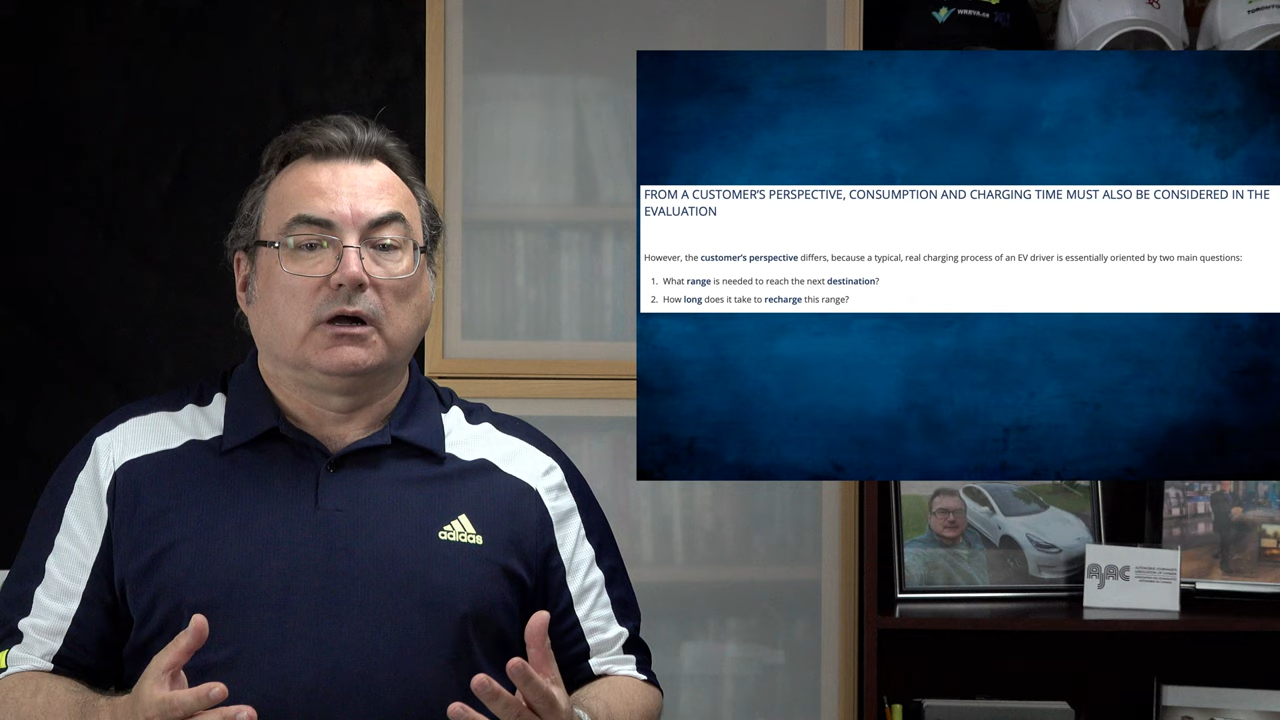 WREVA.CA
FROM A CUSTOMER'S PERSPECTIVE, CONSUMPTION AND CHARGING TIME MUST ALSO BE CONSIDERED IN THE
EVALUATION
However, the customer's perspective differs, because a typical, real charging process of an EV driver is essentially oriented by two main questions:
1. What range is needed to reach the next destination?
2. How long does it take to recharge this range?
adidas
AJAC